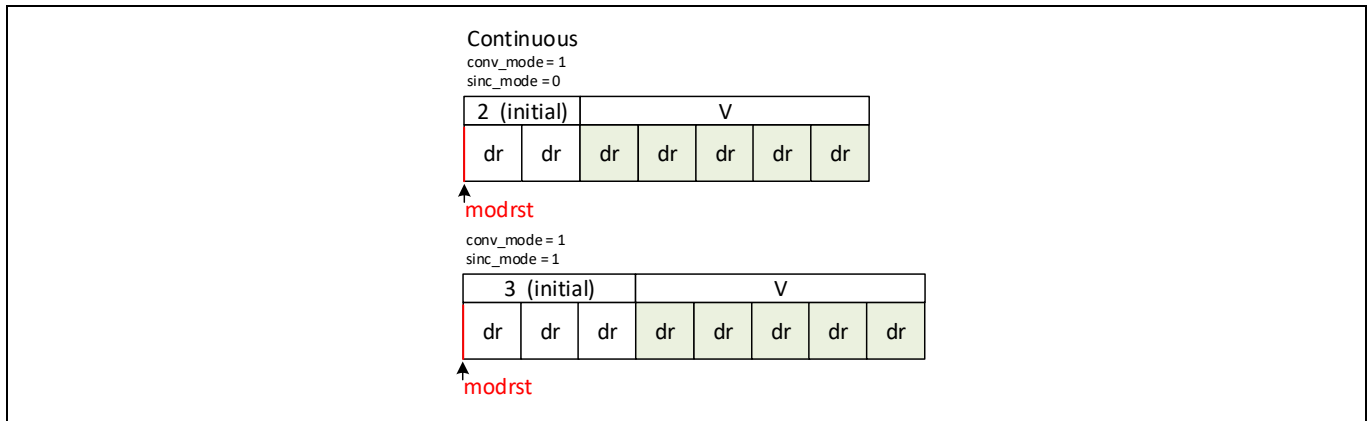 Continuous
conv_mode = 1
sinc_mode = 0
2 (initial) V
dr dr dr dr dr dr dr
modrst
conv_mode = 1
sinc_mode = 1
3 (initial) V
dr dr dr dr dr dr dr dr
modrst